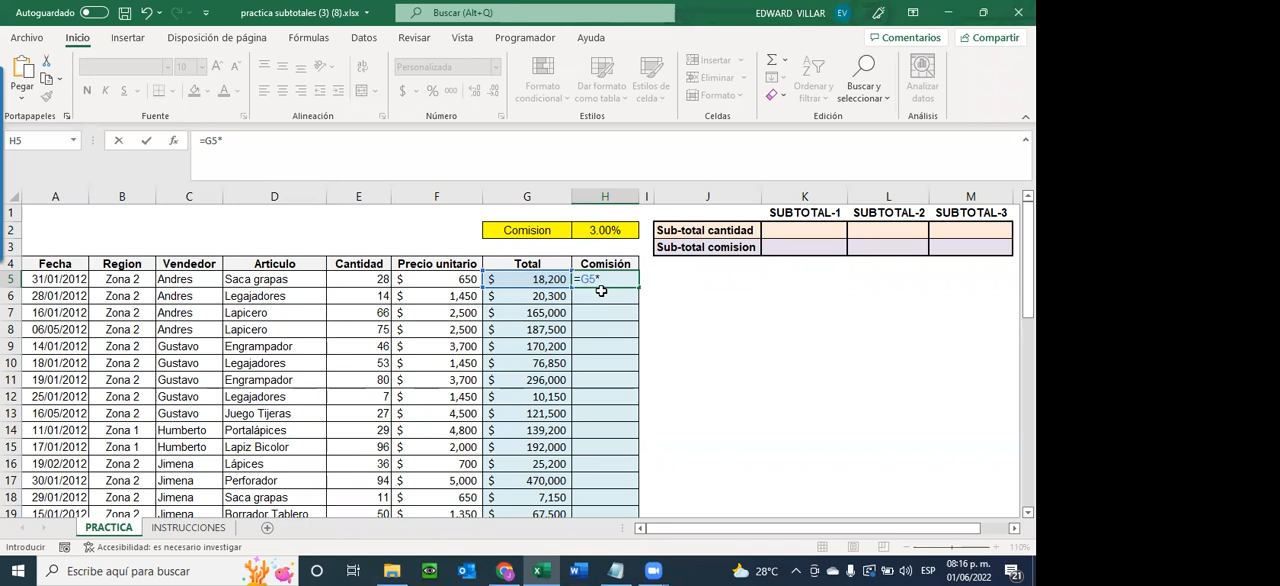 Autoguardado practica subtotales (3) (8).xlsx Buscar (Alt+Q) EDWARD VILLAR EV
Archivo Inicio Insertar Disposición de página Fórmulas Datos Revisar Vista Programador Ayuda Comentarios Compartir
Pegar 10 Personalizada Formato condicional Dar formato como tabla Estilos de celda Insertar Eliminar Formato Ordenar y filtrar Buscar y seleccionar Analizar datos
Portapapeles Fuente Alineación Número Estilos Celdas Edición Análisis
H5 =G5*
A B C D E F G H I J K L M
1 SUBTOTAL-1 SUBTOTAL-2 SUBTOTAL-3
2 Comision 3.00% Sub-total cantidad
3 Sub-total comision
4 Fecha Region Vendedor Articulo Cantidad Precio unitario Total Comisión
5 31/01/2012 Zona 2 Andres Saca grapas 28 $ 650 $ 18,200 =G5*
6 28/01/2012 Zona 2 Andres Legajadores 14 $ 1,450 $ 20,300
7 16/01/2012 Zona 2 Andres Lapicero 66 $ 2,500 $ 165,000
8 06/05/2012 Zona 2 Andres Lapicero 75 $ 2,500 $ 187,500
9 14/01/2012 Zona 2 Gustavo Engrampador 46 $ 3,700 $ 170,200
10 18/01/2012 Zona 2 Gustavo Legajadores 53 $ 1,450 $ 76,850
11 19/01/2012 Zona 2 Gustavo Engrampador 80 $ 3,700 $ 296,000
12 25/01/2012 Zona 2 Gustavo Legajadores 7 $ 1,450 $ 10,150
13 16/05/2012 Zona 2 Gustavo Juego Tijeras 27 $ 4,500 $ 121,500
14 11/01/2012 Zona 1 Humberto Portalápices 29 $ 4,800 $ 139,200
15 17/01/2012 Zona 1 Humberto Lapiz Bicolor 96 $ 2,000 $ 192,000
16 19/02/2012 Zona 2 Jimena Lápices 36 $ 700 $ 25,200
17 30/01/2012 Zona 2 Jimena Perforador 94 $ 5,000 $ 470,000
18 29/01/2012 Zona 2 Jimena Saca grapas 11 $ 650 $ 7,150
19 15/01/2012 Zona 2 Jimena Borrador Tablero 50 $ 1,350 $ 67,500
PRACTICA INSTRUCCIONES
Introducir Accesibilidad: es necesario investigar 110%
Escribe aquí para buscar 28°C ESP 08:16 p. m. 01/06/2022 21